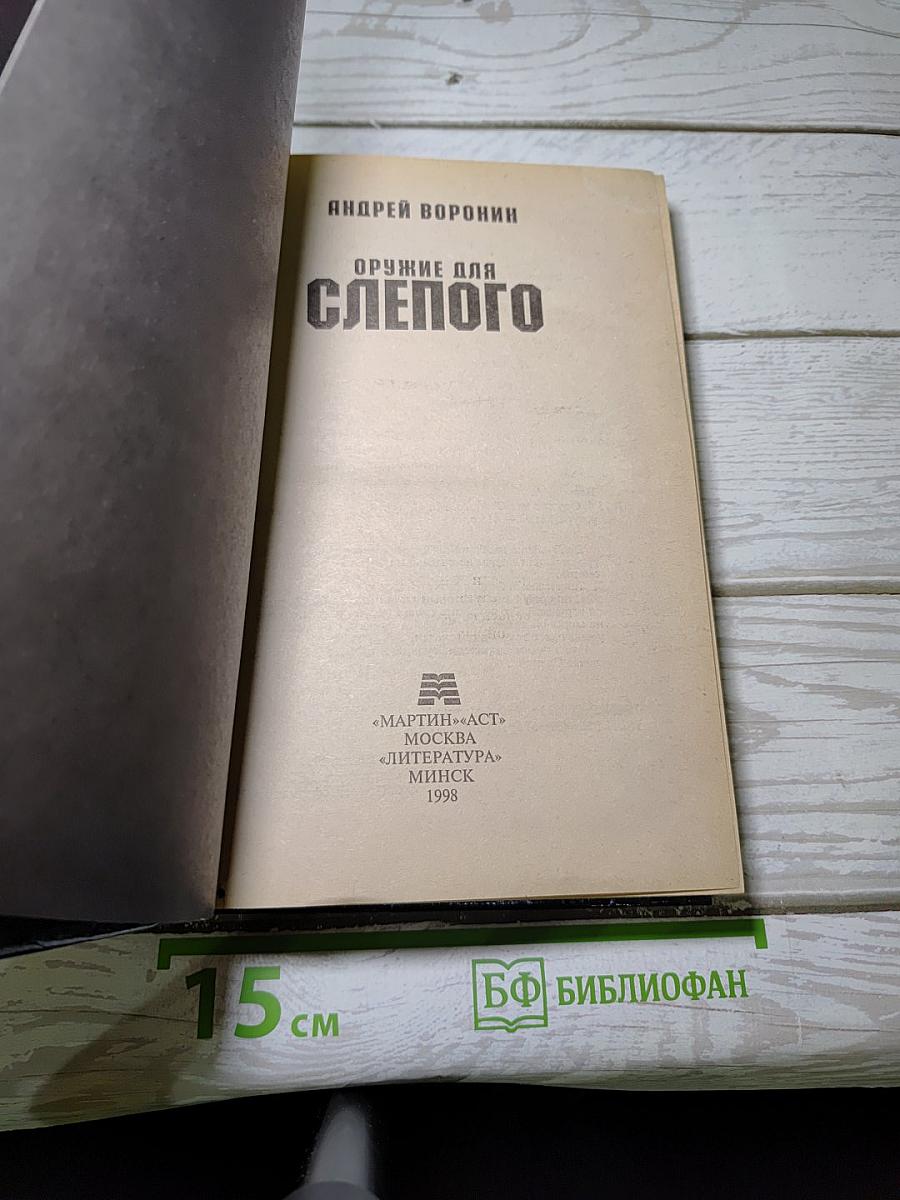 АНДРЕЙ ВОРОНИН
ОРУЖИЕ ДЛЯ
СЛЕПОГО
«МАРТИН»«АСТ»
МОСКВА
«ЛИТЕРАТУРА»
МИНСК
1998
15 см
БФ БИБЛИОФАН